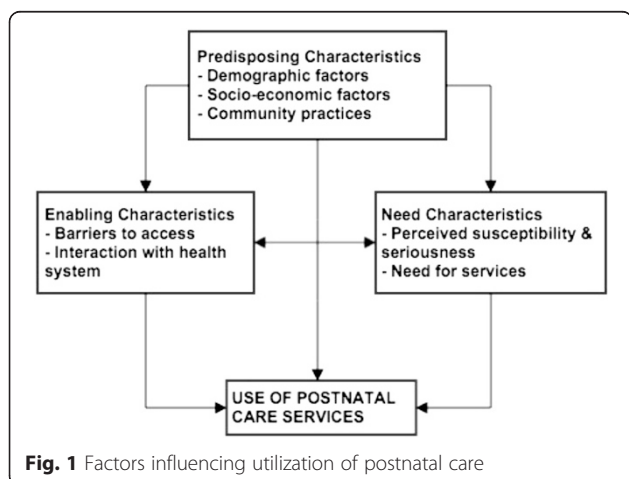 Predisposing Characteristics
- Demographic factors
- Socio-economic factors
- Community practices
Enabling Characteristics
- Barriers to access
- Interaction with health
system
Need Characteristics
- Perceived susceptibility &
seriousness
- Need for services
USE OF POSTNATAL
CARE SERVICES
Fig. 1 Factors influencing utilization of postnatal care